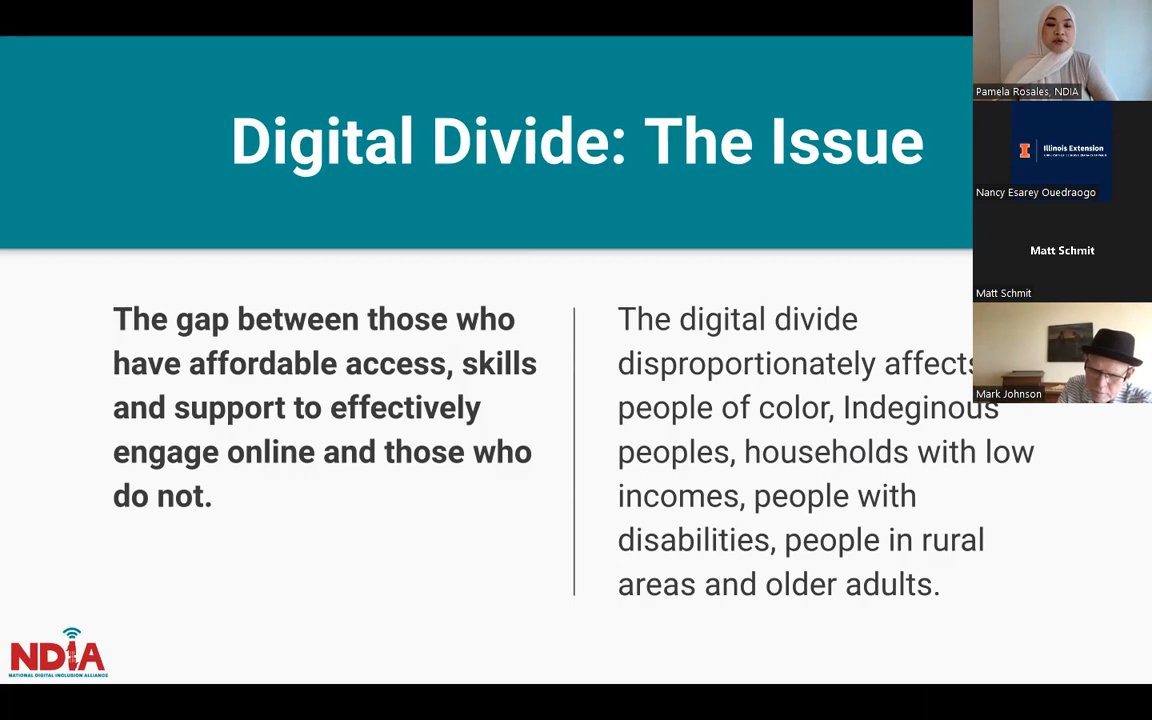 Digital Divide: The Issue
The gap between those who
have affordable access, skills
and support to effectively
engage online and those who
do not.
The digital divide
disproportionately affects
people of color, Indeginous
peoples, households with low
incomes, people with
disabilities, people in rural
areas and older adults.
NDIA
NATIONAL DIGITAL INCLUSION ALLIANCE
Pamela Rosales, NDIA
I
Illinois Extension
Nancy Esarey Ouedraogo
Matt Schmit
Matt Schmit
Mark Johnson